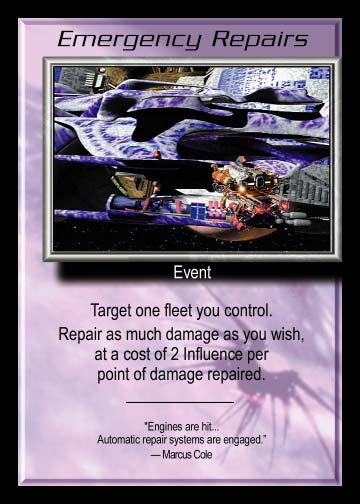 Emergency Repairs
Event
Target one fleet you control.
Repair as much damage as you wish,
at a cost of 2 Influence per
point of damage repaired.
"Engines are hit...
Automatic repair systems are engaged."
— Marcus Cole